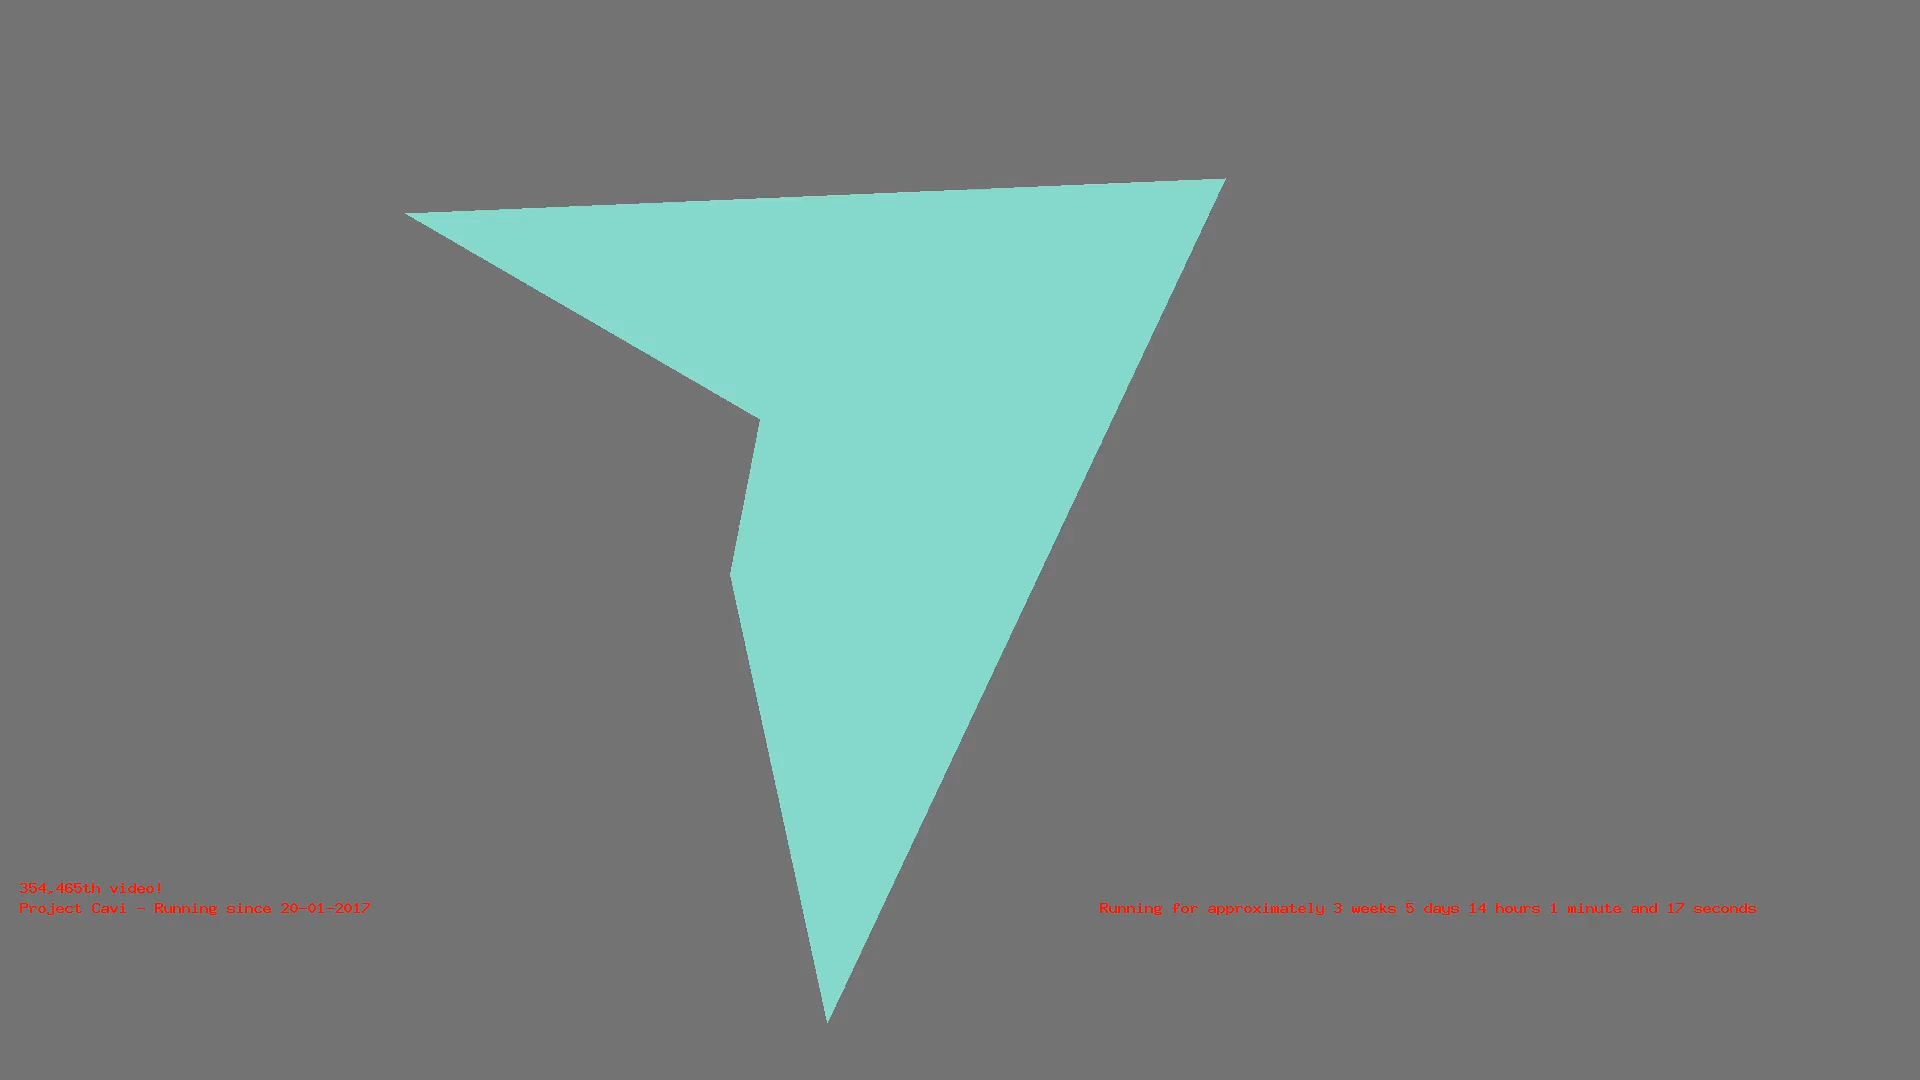 354,465th video!
Project Cavi - Running since 20-01-2017
Running for approximately 3 weeks 5 days 14 hours 1 minute and 17 seconds